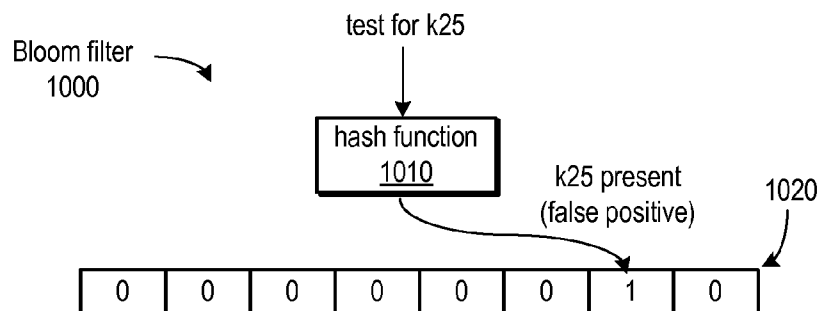 test for k25
Bloom filter
1000
hash function
1010
k25 present
(false positive)
1020
0 0 0 0 0 0 1 0